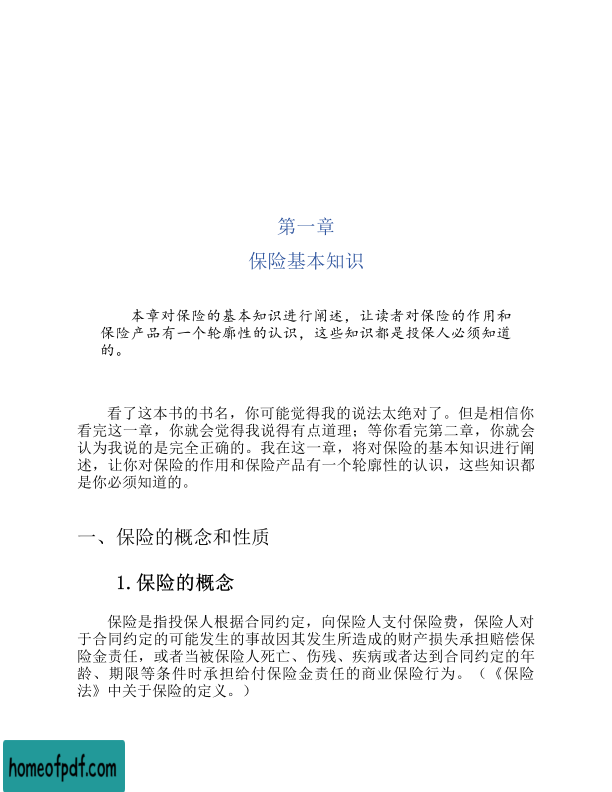 第一章
保险基本知识
本章对保险的基本知识进行阐述，让读者对保险的作用和
保险产品有一个轮廓性的认识，这些知识都是投保人必须知道
的。
看了这本书的书名，你可能觉得我的说法太绝对了。但是相信你
看完这一章，你就会觉得我说得有点道理；等你看完第二章，你就会
认为我说的是完全正确的。我在这一章，将对保险的基本知识进行阐
述，让你对保险的作用和保险产品有一个轮廓性的认识，这些知识都
是你必须知道的。
一、保险的概念和性质
1.保险的概念
保险是指投保人根据合同约定，向保险人支付保险费，保险人对
于合同约定的可能发生的事故因其发生所造成的财产损失承担赔偿保
险金责任，或者当被保险人死亡、伤残、疾病或者达到合同约定的年
龄、期限等条件时承担给付保险金责任的商业保险行为。（《保险
法》中关于保险的定义。）
homeofpdf.com